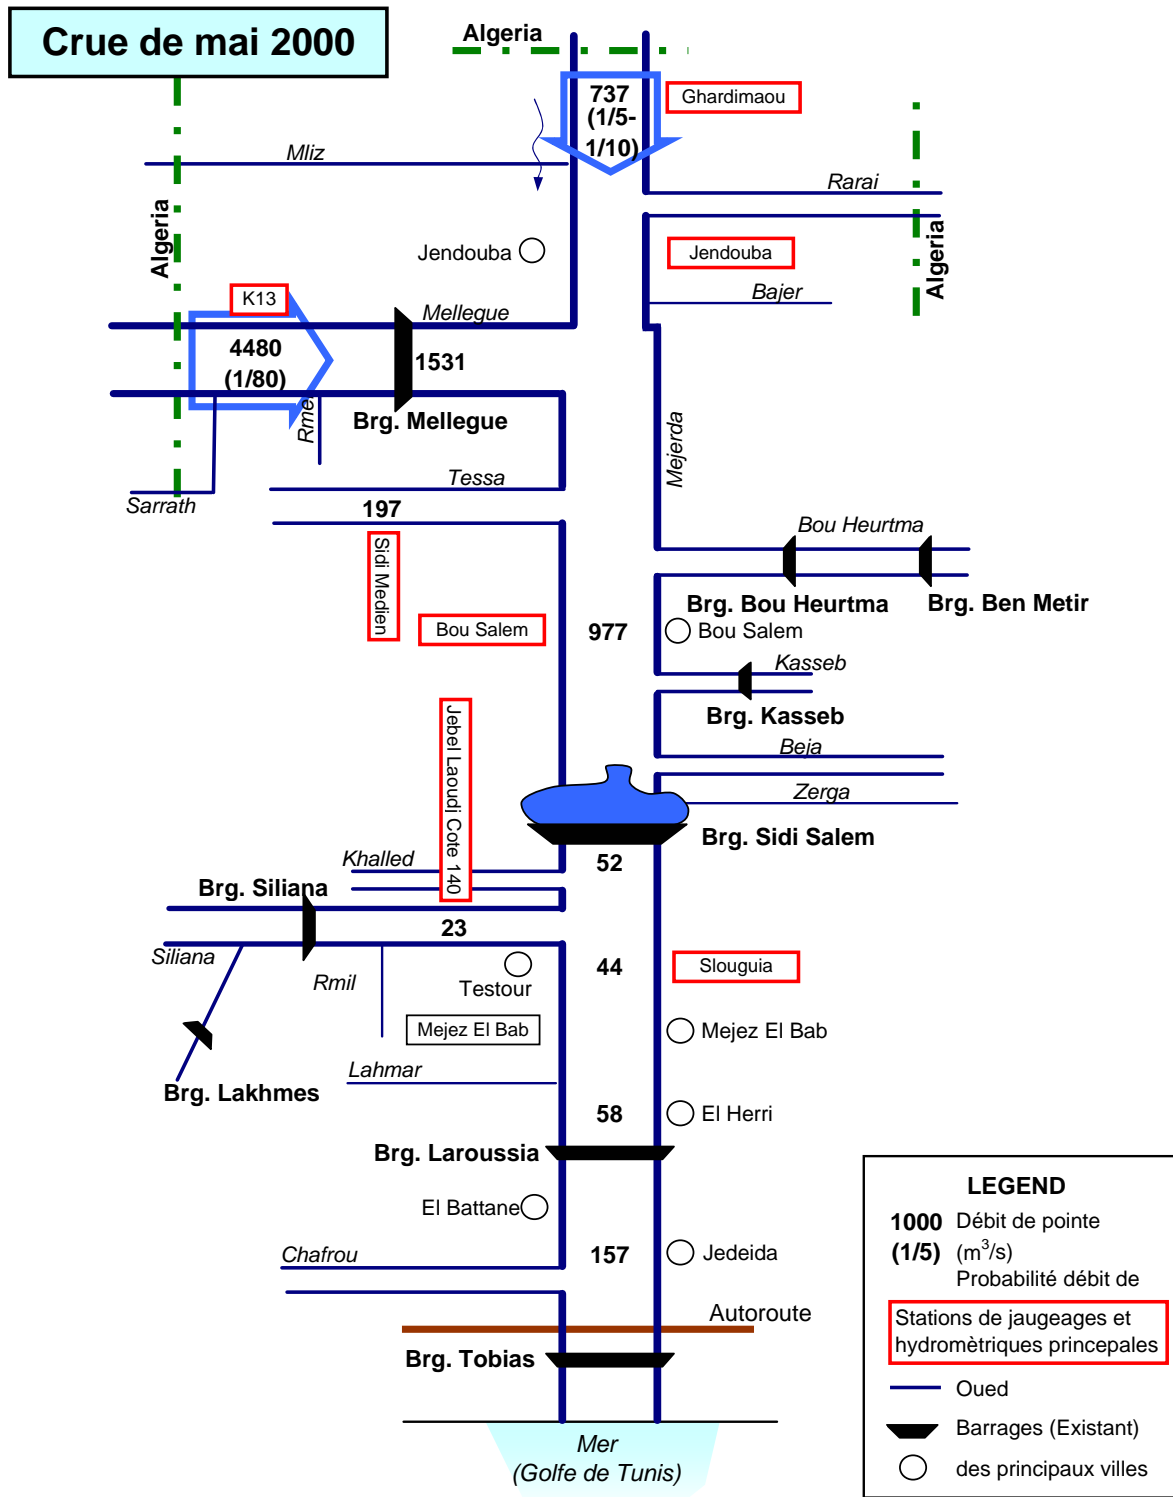 Crue de mai 2000
Algeria
737
(1/5-
1/10)
Ghardimaou
Mliz
Rarai
Algeria
Algeria
Jendouba
Jendouba
K13
Mellegue
Bajer
4480
(1/80)
1531
Rmel
Brg. Mellegue
Mejerda
Tessa
Sarrath
197
Sidi Medien
Bou Heurtma
Brg. Bou Heurtma
Brg. Ben Metir
Bou Salem
977
Bou Salem
Kasseb
Brg. Kasseb
Jebel Laoudj Cote 140
Beja
Zerga
Brg. Sidi Salem
52
Khalled
Brg. Siliana
23
Siliana
Rmil
Testour
44
Slouguia
Mejez El Bab
Mejez El Bab
Lahmar
Brg. Lakhmes
58
El Herri
Brg. Laroussia
El Battane
Chafrou
157
Jedeida
Autoroute
Brg. Tobias
Mer
(Golfe de Tunis)
LEGEND
1000 Débit de pointe
(1/5) (m³/s)
Probabilité débit de
Stations de jaugeages et
hydromètriques princepales
Oued
Barrages (Existant)
des principaux villes